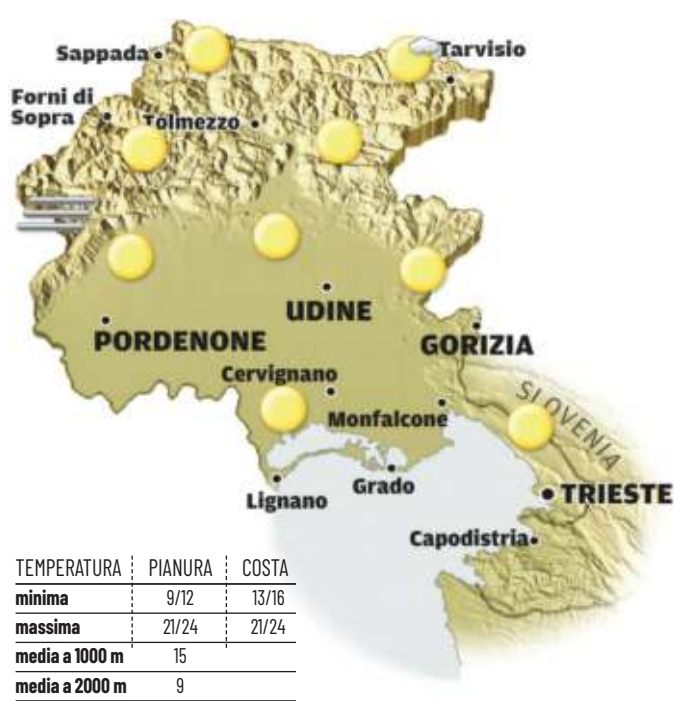 Sappada
Tarvisio
Forni di
Sopra
Tolmezzo
UDINE
PORDENONE
GORIZIA
Cervignano
SLOVENIA
Monfalcone
Grado
Lignano
TRIESTE
Capodistria
TEMPERATURA PIANURA COSTA
minima 9/12 13/16
massima 21/24 21/24
media a 1000 m 15
media a 2000 m 9